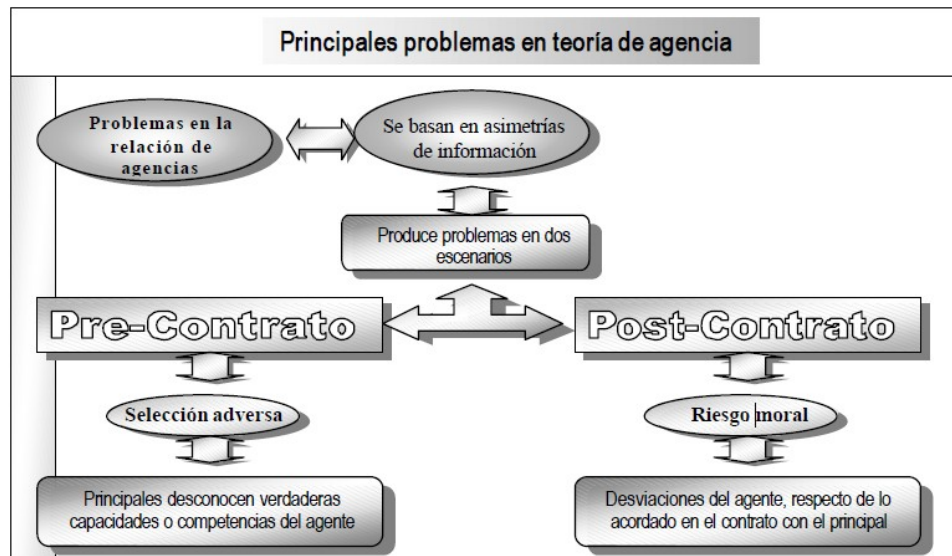 Principales problemas en teoría de agencia
Problemas en la
relación de
agencias
Se basan en asimetrías
de información
Produce problemas en dos
escenarios
Pre-Contrato
Post-Contrato
Selección adversa
Riesgo moral
Principales desconocen verdaderas
capacidades o competencias del agente
Desviaciones del agente, respecto de lo
acordado en el contrato con el principal